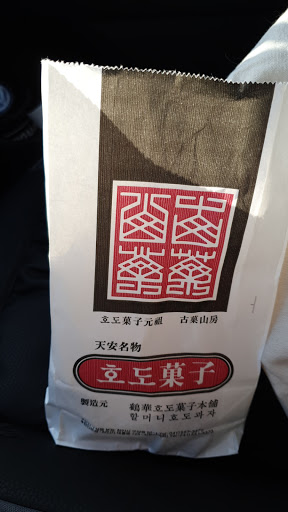 호도菓子元祖 古菓山房
天安名物
호도菓子
製造元 鶴華호도菓子本舖
할머니호도과자